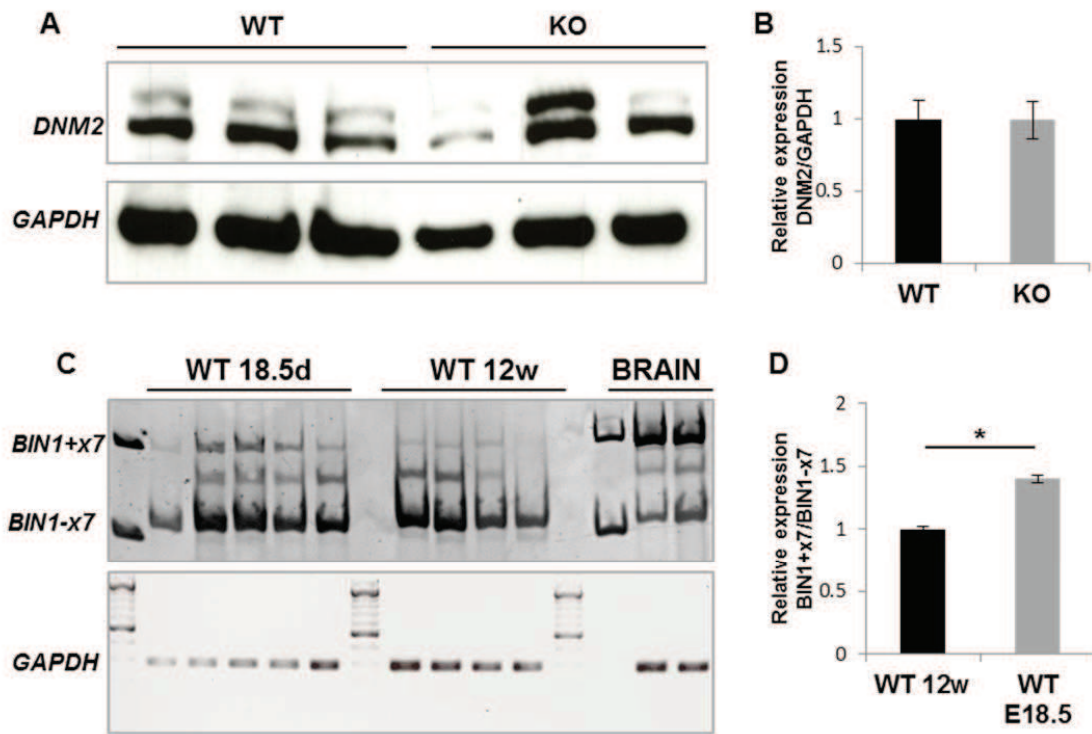 A
WT
KO
DNM2
GAPDH
B
Relative expression
DNM2/GAPDH
1.5
1
0.5
0
WT
KO
C
WT 18.5d
WT 12w
BRAIN
BIN1+x7
BIN1-x7
GAPDH
D
Relative expression
BIN1+x7/BIN1-x7
2
1.5
1
0.5
0
*
WT 12w
WT
E18.5